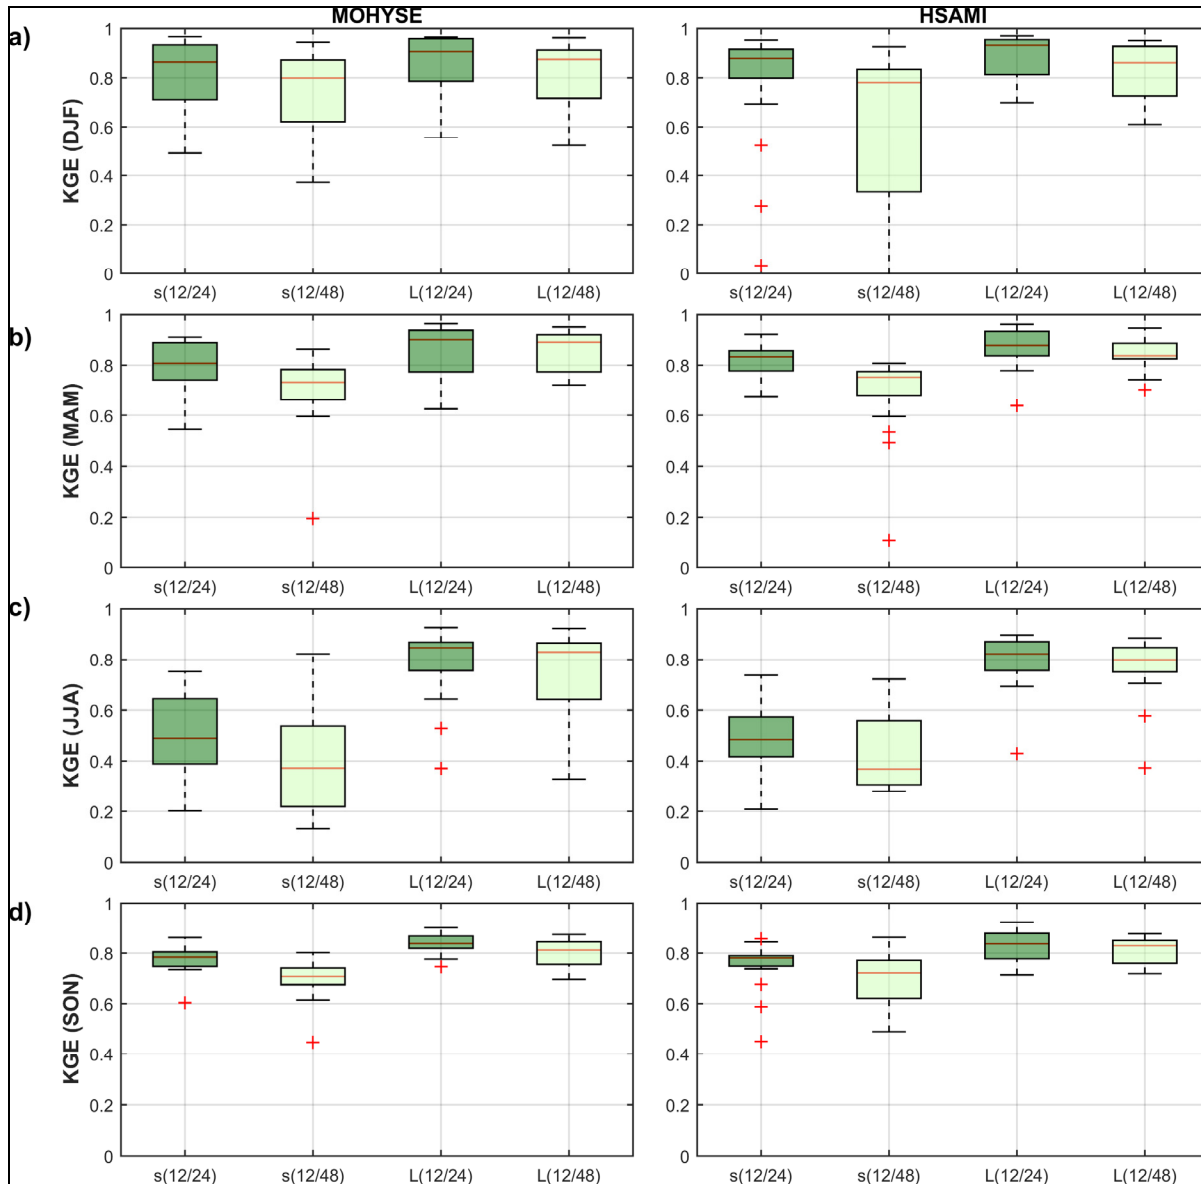 MOHYSE HSAMI
a)
KGE (DJF)
1 0.8 0.6 0.4 0.2 0
1 0.8 0.6 0.4 0.2 0
s(12/24) s(12/48) L(12/24) L(12/48) s(12/24) s(12/48) L(12/24) L(12/48)
b)
KGE (MAM)
1 0.8 0.6 0.4 0.2 0
1 0.8 0.6 0.4 0.2 0
s(12/24) s(12/48) L(12/24) L(12/48) s(12/24) s(12/48) L(12/24) L(12/48)
c)
KGE (JJA)
1 0.8 0.6 0.4 0.2 0
1 0.8 0.6 0.4 0.2 0
s(12/24) s(12/48) L(12/24) L(12/48) s(12/24) s(12/48) L(12/24) L(12/48)
d)
KGE (SON)
1 0.8 0.6 0.4 0.2 0
1 0.8 0.6 0.4 0.2 0
s(12/24) s(12/48) L(12/24) L(12/48) s(12/24) s(12/48) L(12/24) L(12/48)